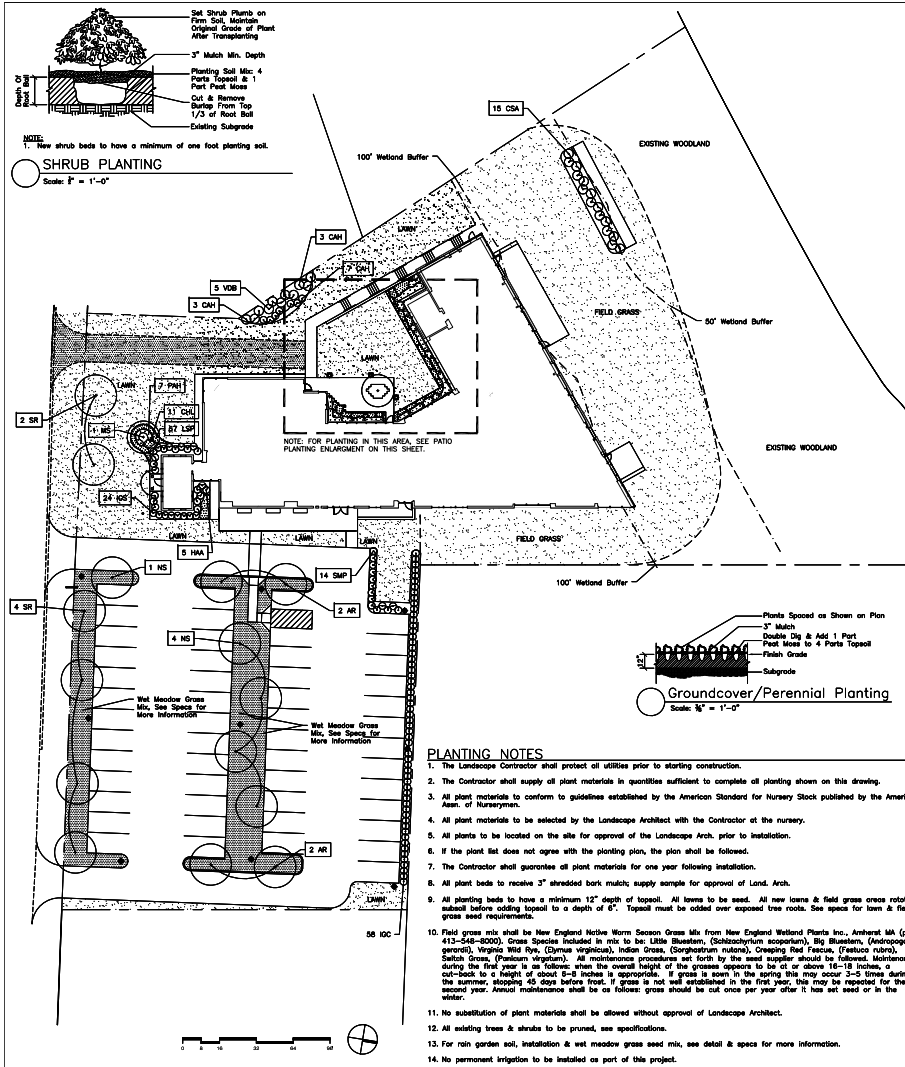 Set Shrub Plumb on
Firm Soil, Maintain
Original Grade of Plant
After Transplanting
3" Mulch Min. Depth
Planting Soil Mix: 4
Parts Topsoil & 1
Part Peat Moss
Cut & Remove
Burlap From Top
1/3 of Root Ball
Existing Subgrade
Depth Of
Root Ball
NOTE:
1. New shrub beds to have a minimum of one foot planting soil.
SHRUB PLANTING
Scale: = 1'-0"
15 CSA
EXISTING WOODLAND
100' Wetland Buffer
LAWN
3 CAH
7 CAH
5 VDB
3 CAH
FIELD GRASS
50' Wetland Buffer
LAWN
LAWN
7 PAH
2 SR
31 CHL
1 MS
87 LSP
NOTE: FOR PLANTING IN THIS AREA, SEE PATIO
PLANTING ENLARGMENT ON THIS SHEET.
EXISTING WOODLAND
24 IGS
LAWN
LAWN
LAWN
FIELD GRASS
5 HAA
1 NS
14 SMP
100' Wetland Buffer
4 SR
2 AR
4 NS
Plants Spaced as Shown on Plan
3" Mulch
Double Dig & Add 1 Part
Peat Moss to 4 Parts Topsoil
Finish Grade
12"
Subgrade
Groundcover/Perennial Planting
Scale: = 1'-0"
Wet Meadow Grass
Mix, See Specs for
More Information
Wet Meadow Grass
Mix, See Specs for
More Information
2 AR
LAWN
58 IGC
PLANTING NOTES
1. The Landscape Contractor shall protect all utilities prior to starting construction.
2. The Contractor shall supply all plant materials in quantities sufficient to complete all planting shown on this drawing.
3. All plant materials to conform to guidelines established by the American Standard for Nursery Stock published by the Ameri
Assn. of Nurserymen.
4. All plant materials to be selected by the Landscape Architect with the Contractor at the nursery.
5. All plants to be located on the site for approval of the Landscape Arch. prior to installation.
6. If the plant list does not agree with the planting plan, the plan shall be followed.
7. The Contractor shall guarantee all plant materials for one year following installation.
8. All plant beds to receive 3" shredded bark mulch; supply sample for approval of Land. Arch.
9. All planting beds to have a minimum 12" depth of topsoil. All lawns to be seed. All new lawns & field grass areas rotot
subsoil before adding topsoil to a depth of 6". Topsoil must be added over exposed tree roots. See specs for lawn & fie
grass seed requirements.
10. Field grass mix shall be New England Native Warm Season Grass Mix from New England Wetland Plants Inc., Amherst MA (p
413-548-8000). Grass Species included in mix to be: Little Bluestem, (Schizachyrium scoparium), Big Bluestem, (Andropogo
gerardii), Virginia Wild Rye, (Elymus virginicus), Indian Grass, (Sorghastrum nutans), Creeping Red Fescue, (Festuca rubra),
Switch Grass, (Panicum virgatum). All maintenance procedures set forth by the seed supplier should be followed. Maintenan
during the first year is as follows: when the overall height of the grasses appears to be at or above 16-18 inches, a
cut-back to a height of about 6-8 inches is appropriate. If grass is sown in the spring this may occur 3-5 times durin
the summer, stopping 45 days before frost. If grass is not well established in the first year, this may be repeated for the
second year. Annual maintenance shall be as follows: grass should be cut once per year after it has set seed or in the
winter.
11. No substitution of plant materials shall be allowed without approval of Landscape Architect.
12. All existing trees & shrubs to be pruned, see specifications.
13. For rain garden soil, installation & wet meadow grass seed mix, see detail & specs for more information.
14. No permanent irrigation to be installed as part of this project.
0 8 16 32 64